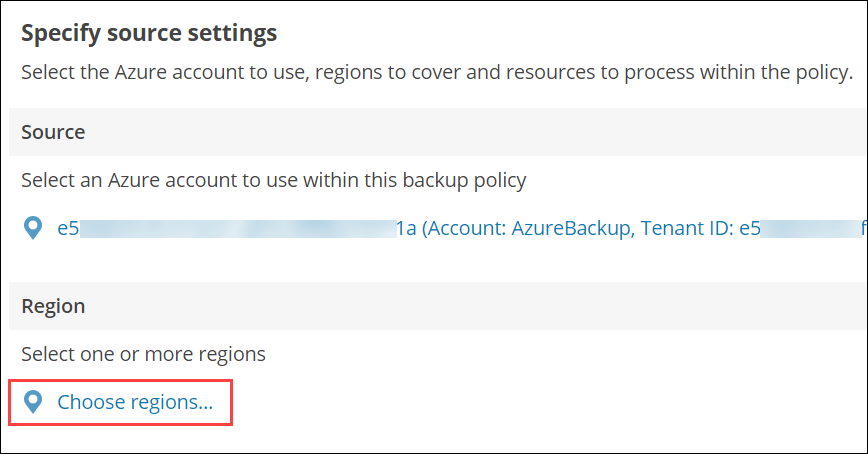 Specify source settings
Select the Azure account to use, regions to cover and resources to process within the policy.
Source
Select an Azure account to use within this backup policy
e5 1a (Account: AzureBackup, Tenant ID: e5
Region
Select one or more regions
Choose regions...